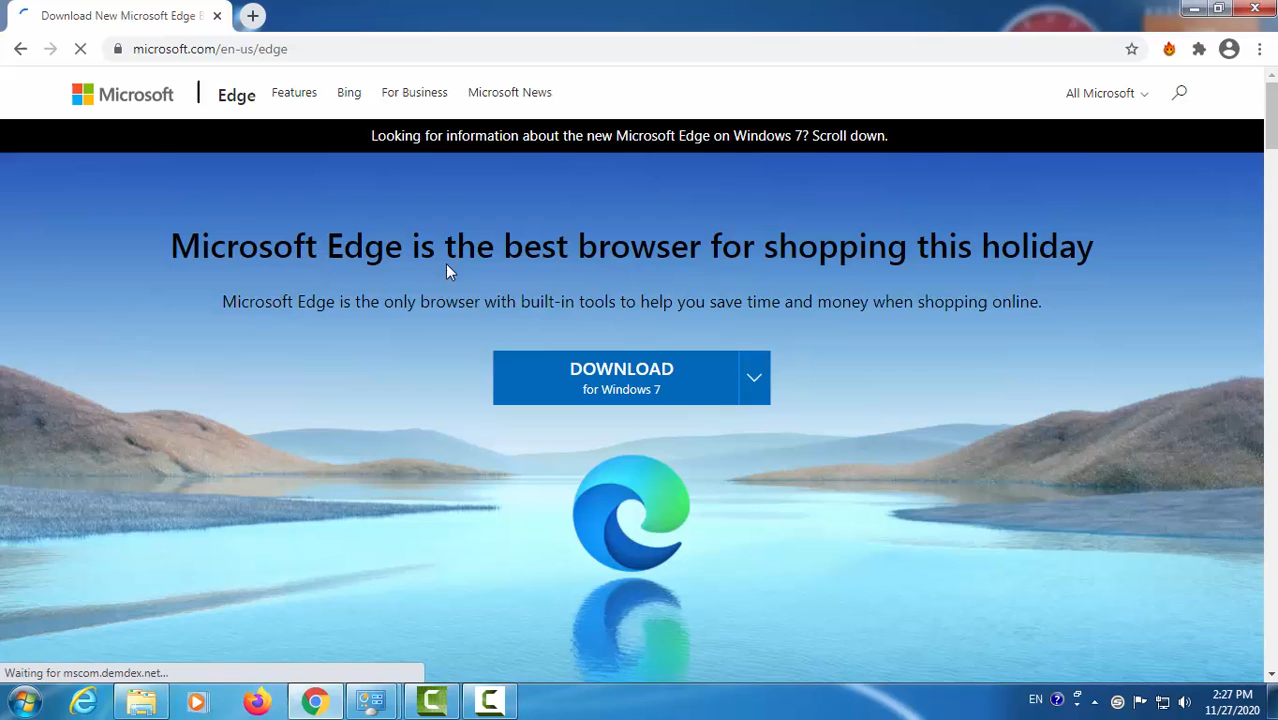 Download New Microsoft Edge B
microsoft.com/en-us/edge
Microsoft
Edge
Features
Bing
For Business
Microsoft News
All Microsoft
Looking for information about the new Microsoft Edge on Windows 7? Scroll down.
Microsoft Edge is the best browser for shopping this holiday
Microsoft Edge is the only browser with built-in tools to help you save time and money when shopping online.
DOWNLOAD
for Windows 7
Waiting for mscom.demdex.net...
EN
2:27 PM
11/27/2020